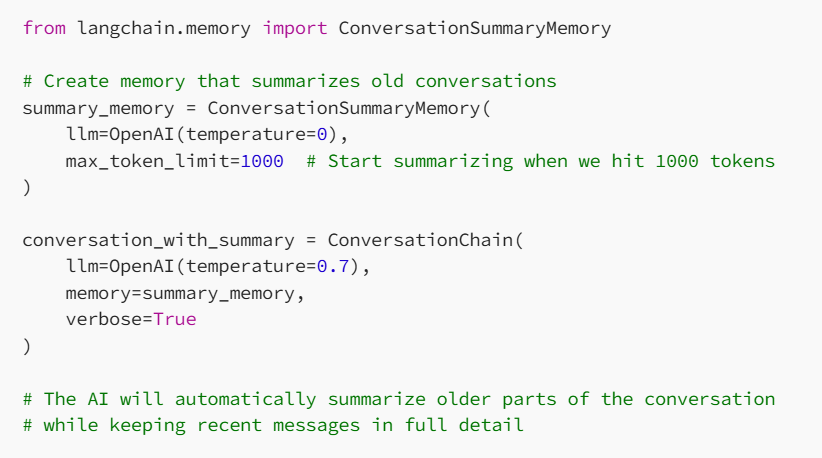 from langchain.memory import ConversationSummaryMemory
# Create memory that summarizes old conversations
summary_memory = ConversationSummaryMemory(
    llm=OpenAI(temperature=0),
    max_token_limit=1000  # Start summarizing when we hit 1000 tokens
)
conversation_with_summary = ConversationChain(
    llm=OpenAI(temperature=0.7),
    memory=summary_memory,
    verbose=True
)
# The AI will automatically summarize older parts of the conversation
# while keeping recent messages in full detail